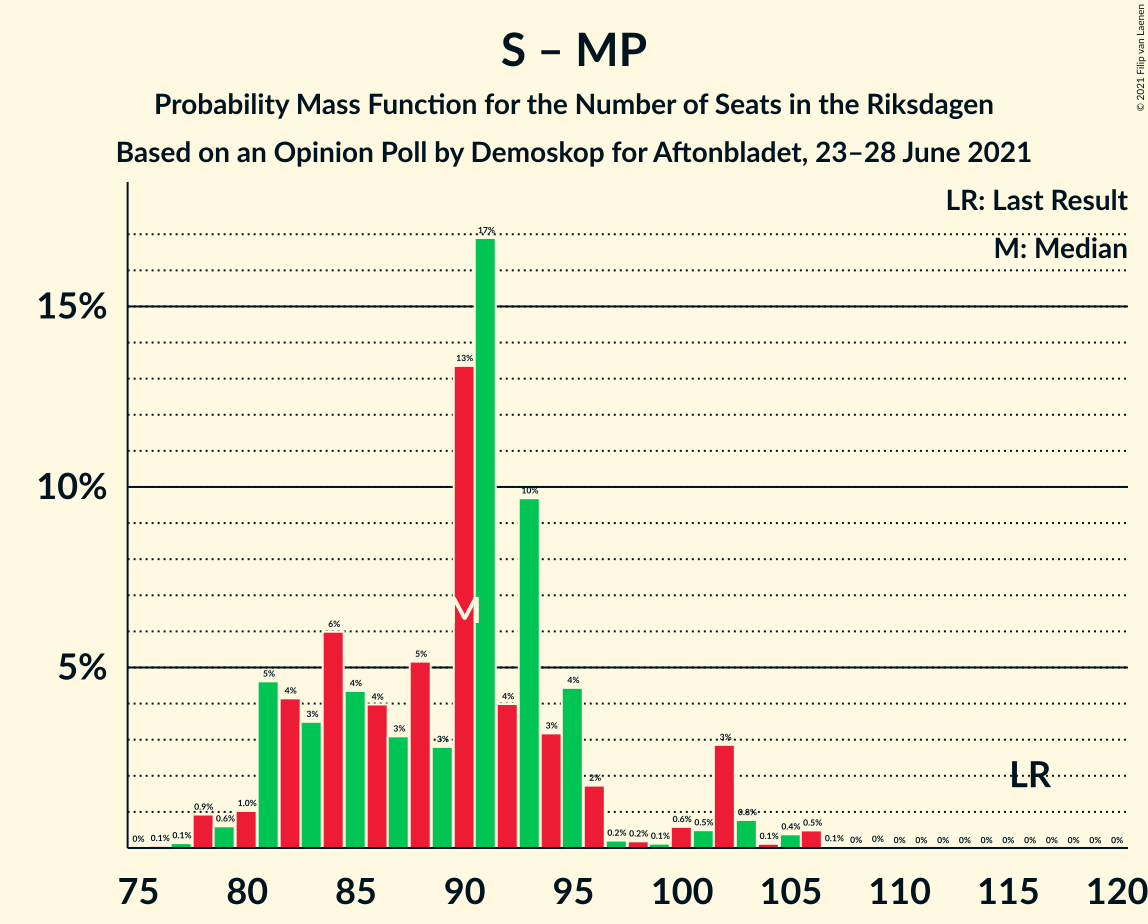 S – MP
Probability Mass Function for the Number of Seats in the Riksdagen
Based on an Opinion Poll by Demoskop for Aftonbladet, 23–28 June 2021
© 2021 Filip van Laenen
LR: Last Result
M: Median
15%
10%
5%
0% 0.1% 0.1% 0.9% 0.6% 1.0% 5% 4% 3% 6% 4% 4% 3% 5% 3% 13% 17% 4% 10% 3% 4% 2% 0.2% 0.2% 0.1% 0.6% 0.5% 3% 0.8% 0.1% 0.4% 0.5% 0.1% 0% 0% 0% 0% 0% 0% 0% 0% 0% 0% 0% 0% 0%
M
LR
75 80 85 90 95 100 105 110 115 120